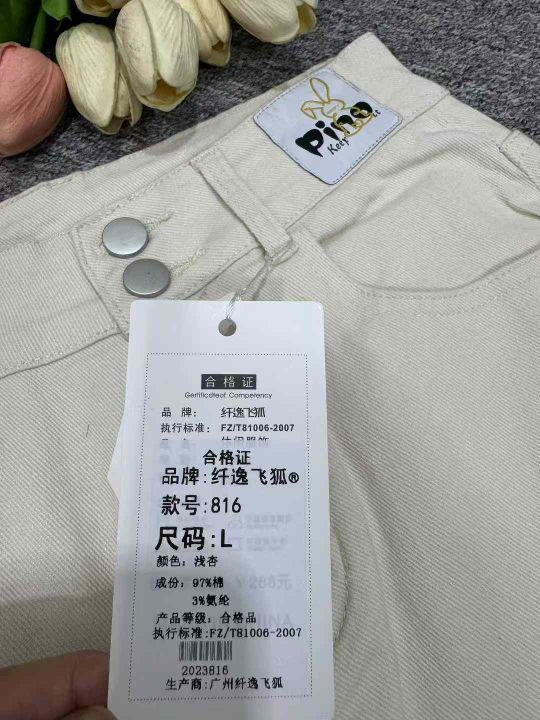 Pino
Keep
合格证
Certificateof Competency
品 牌: 纤逸飞狐
执行标准: FZ/T81006-2007
合格证
品牌:纤逸飞狐®
款号:816
尺码:L
颜色:浅杏
成份:97%棉
3%氨纶
产品等级:合格品
执行标准:FZ/T81006-2007
2023816
生产商:广州纤逸飞狐